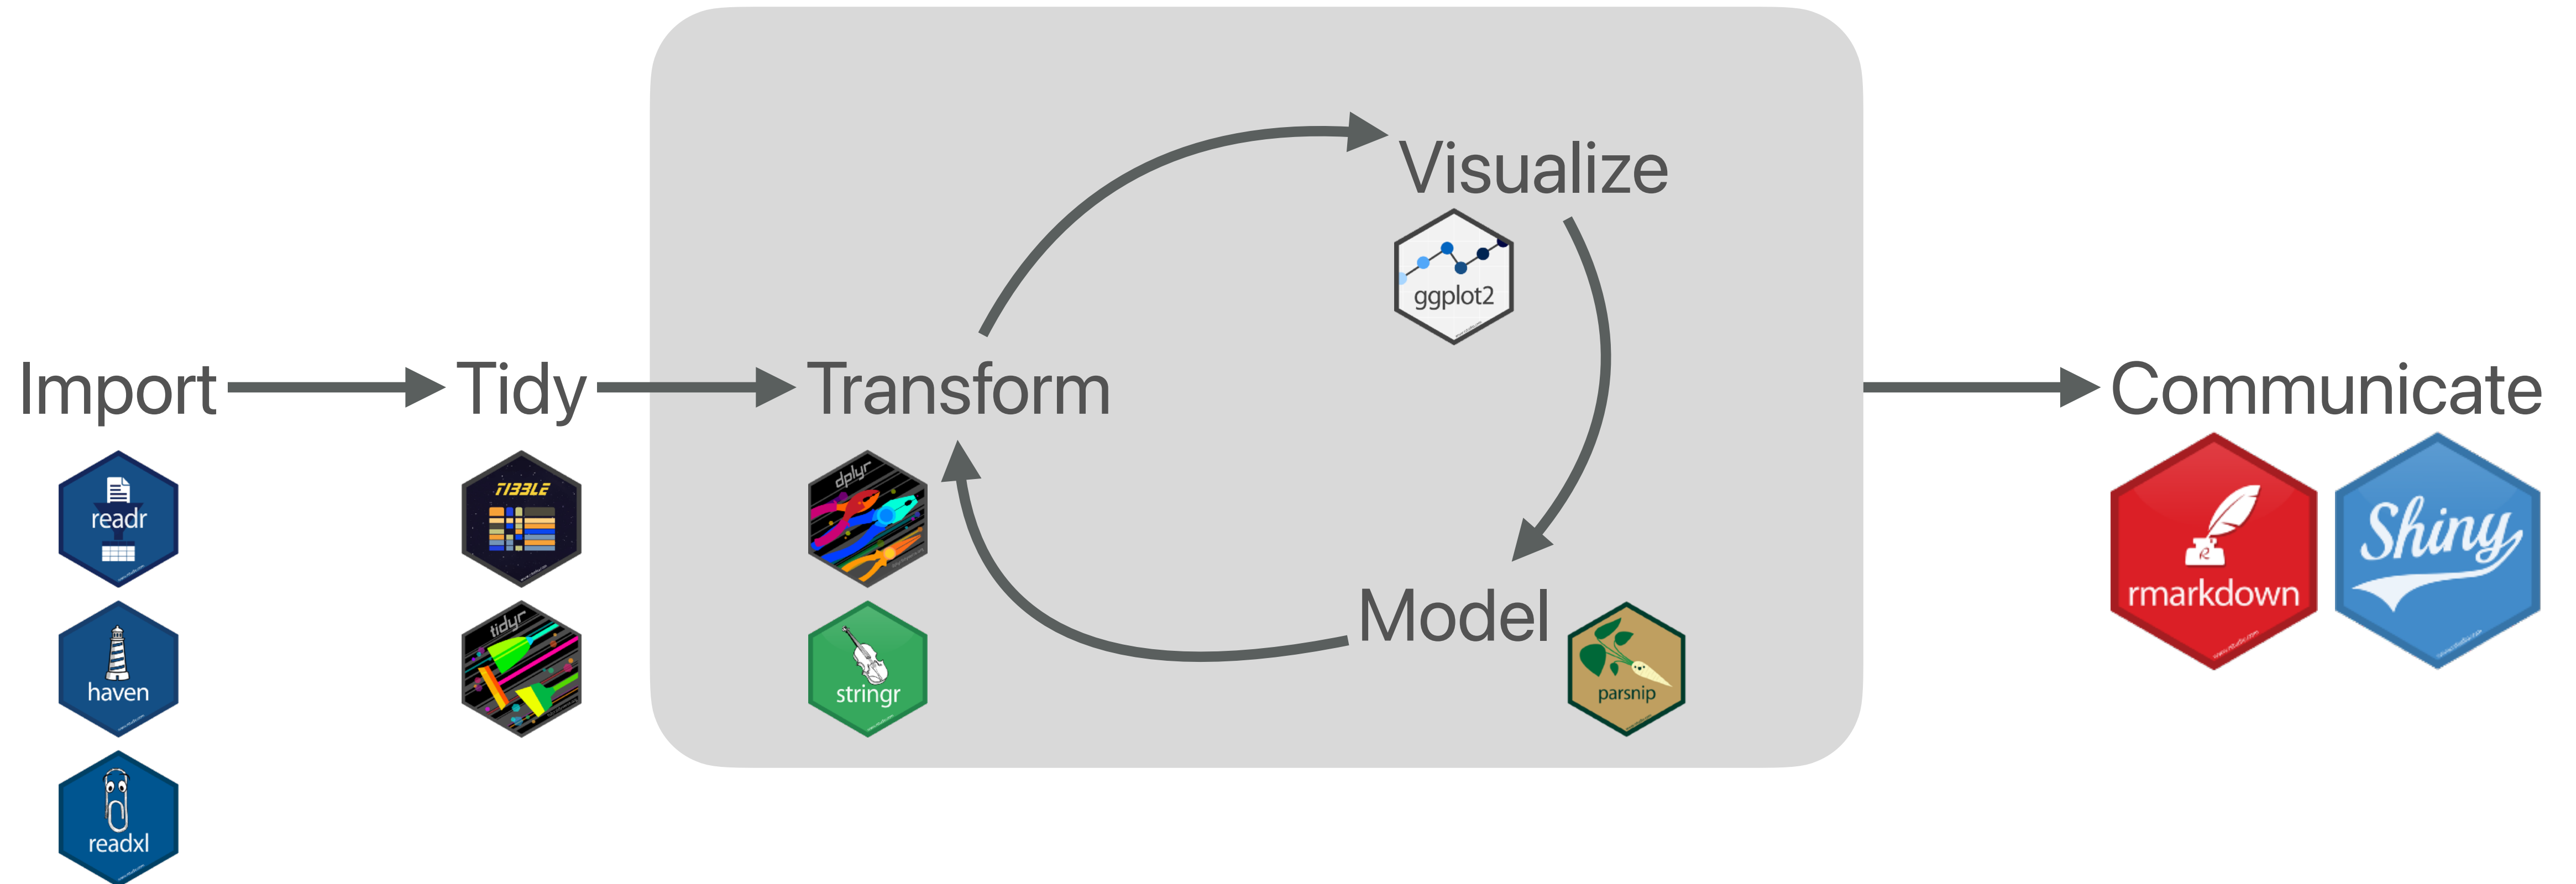 Import
Tidy
Transform
Visualize
Model
Communicate
readr
haven
readxl
TIBBLE
tidyr
dplyr
stringr
ggplot2
parsnip
rmarkdown
Shiny